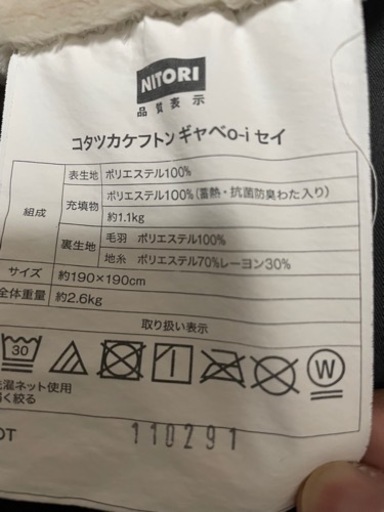 NITORI
品質表示
コタツカケフトンギャベo-iセイ
組成 表生地 ポリエステル100%
充填物 ポリエステル100%(蓄熱・抗菌防臭わた入り)
約1.1kg
裏生地 毛羽 ポリエステル100%
地糸 ポリエステル70%レーヨン30%
サイズ 約190×190cm
全体重量 約2.6kg
取り扱い表示
30
W
濯ネット使用
く絞る
OT
110291